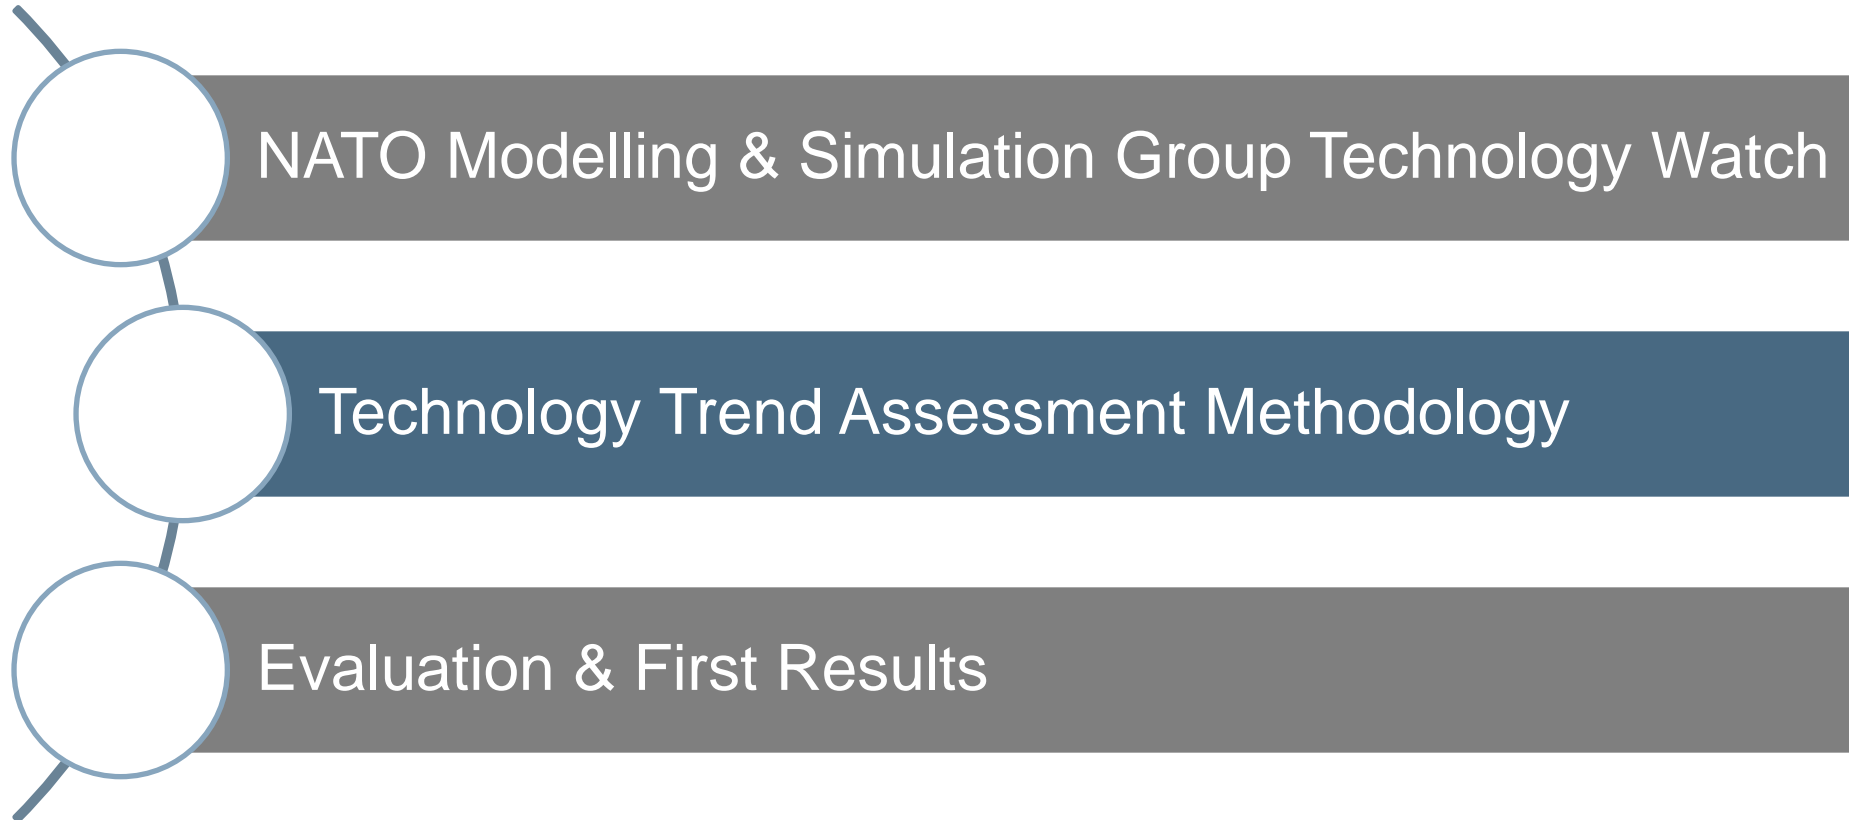 NATO Modelling & Simulation Group Technology Watch
Technology Trend Assessment Methodology
Evaluation & First Results